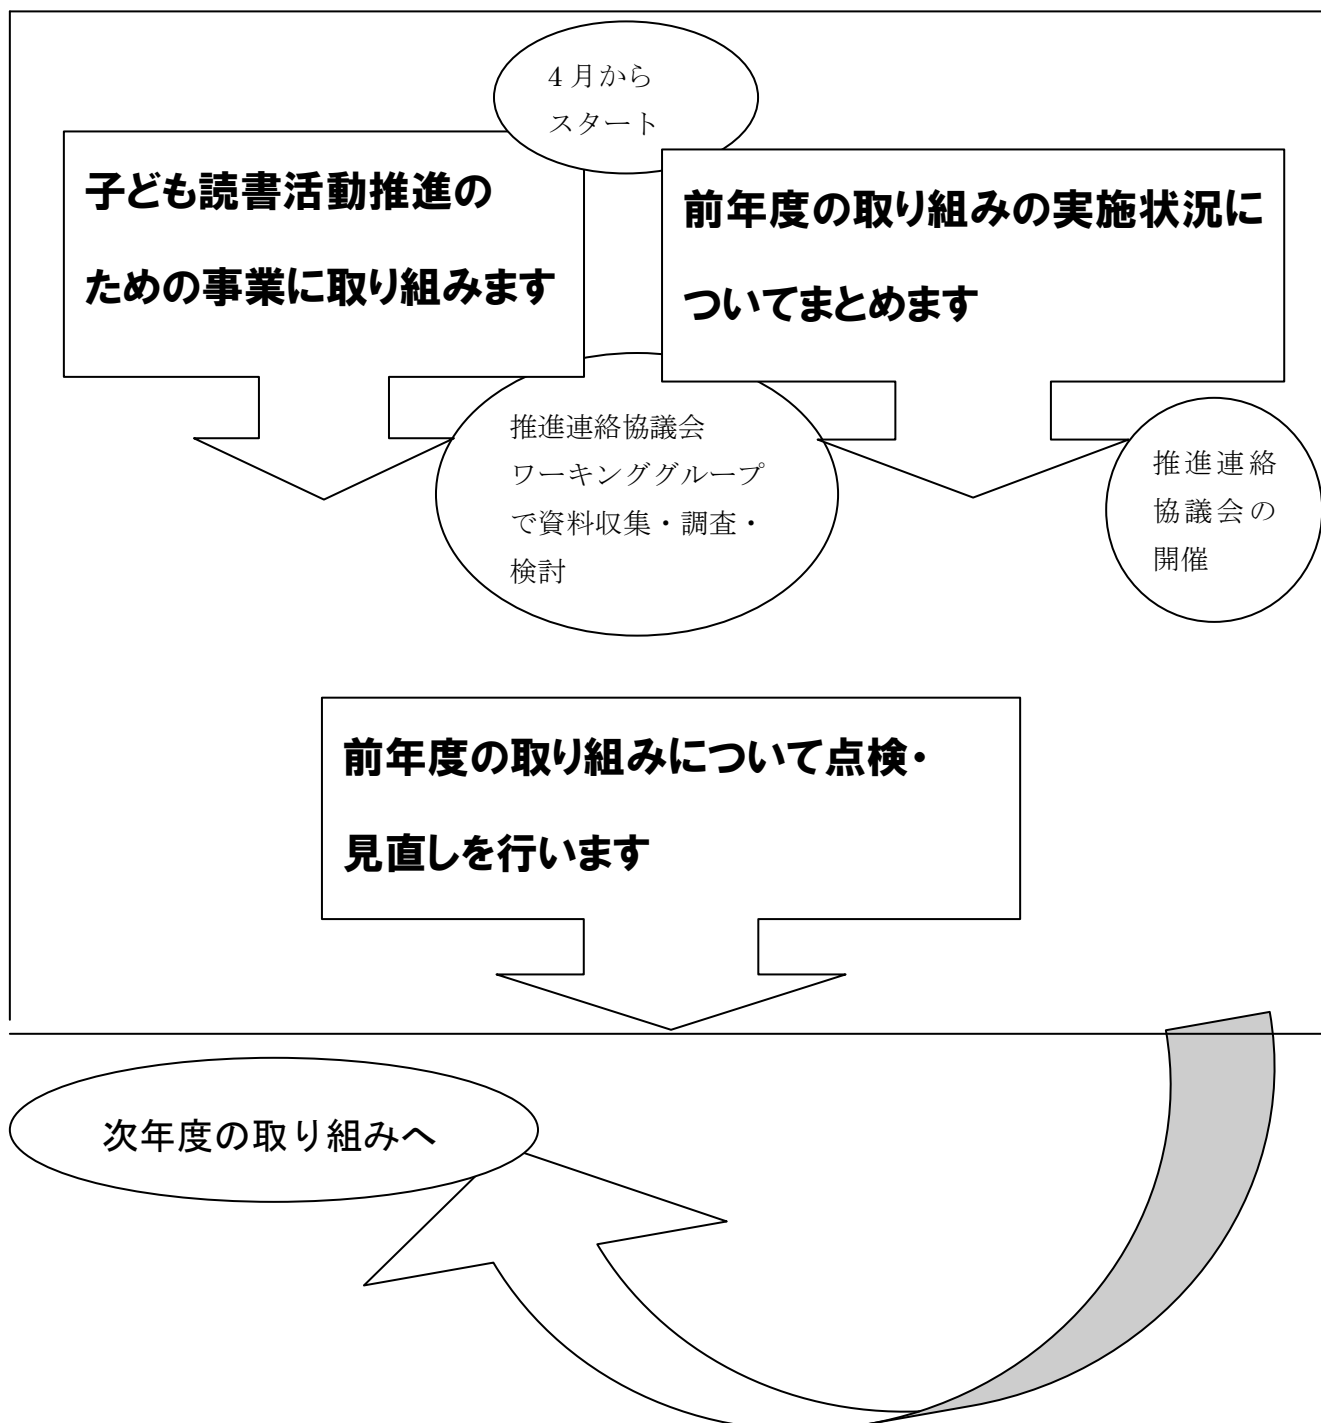 4月から
スタート
子ども読書活動推進の
ための事業に取り組みます
前年度の取り組みの実施状況に
ついてまとめます
推進連絡協議会
ワーキンググループ
で資料収集・調査・
検討
推進連絡
協議会の
開催
前年度の取り組みについて点検・
見直しを行います
次年度の取り組みへ